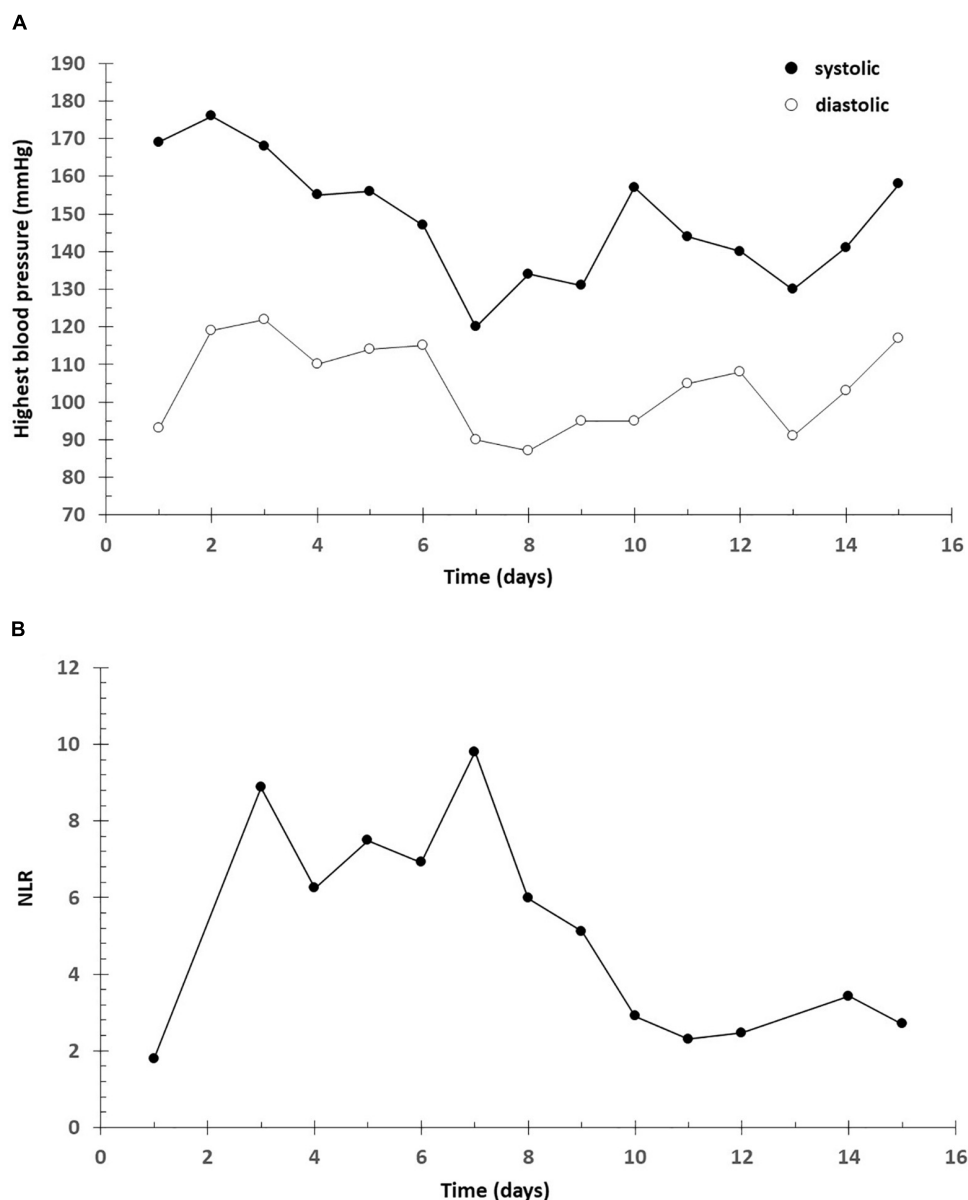 A
190
180
170
160
150
140
130
120
110
100
90
80
70
Highest blood pressure (mmHg)
systolic
diastolic
0 2 4 6 8 10 12 14 16
Time (days)
B
12
10
8
6
4
2
0
NLR
0 2 4 6 8 10 12 14 16
Time (days)